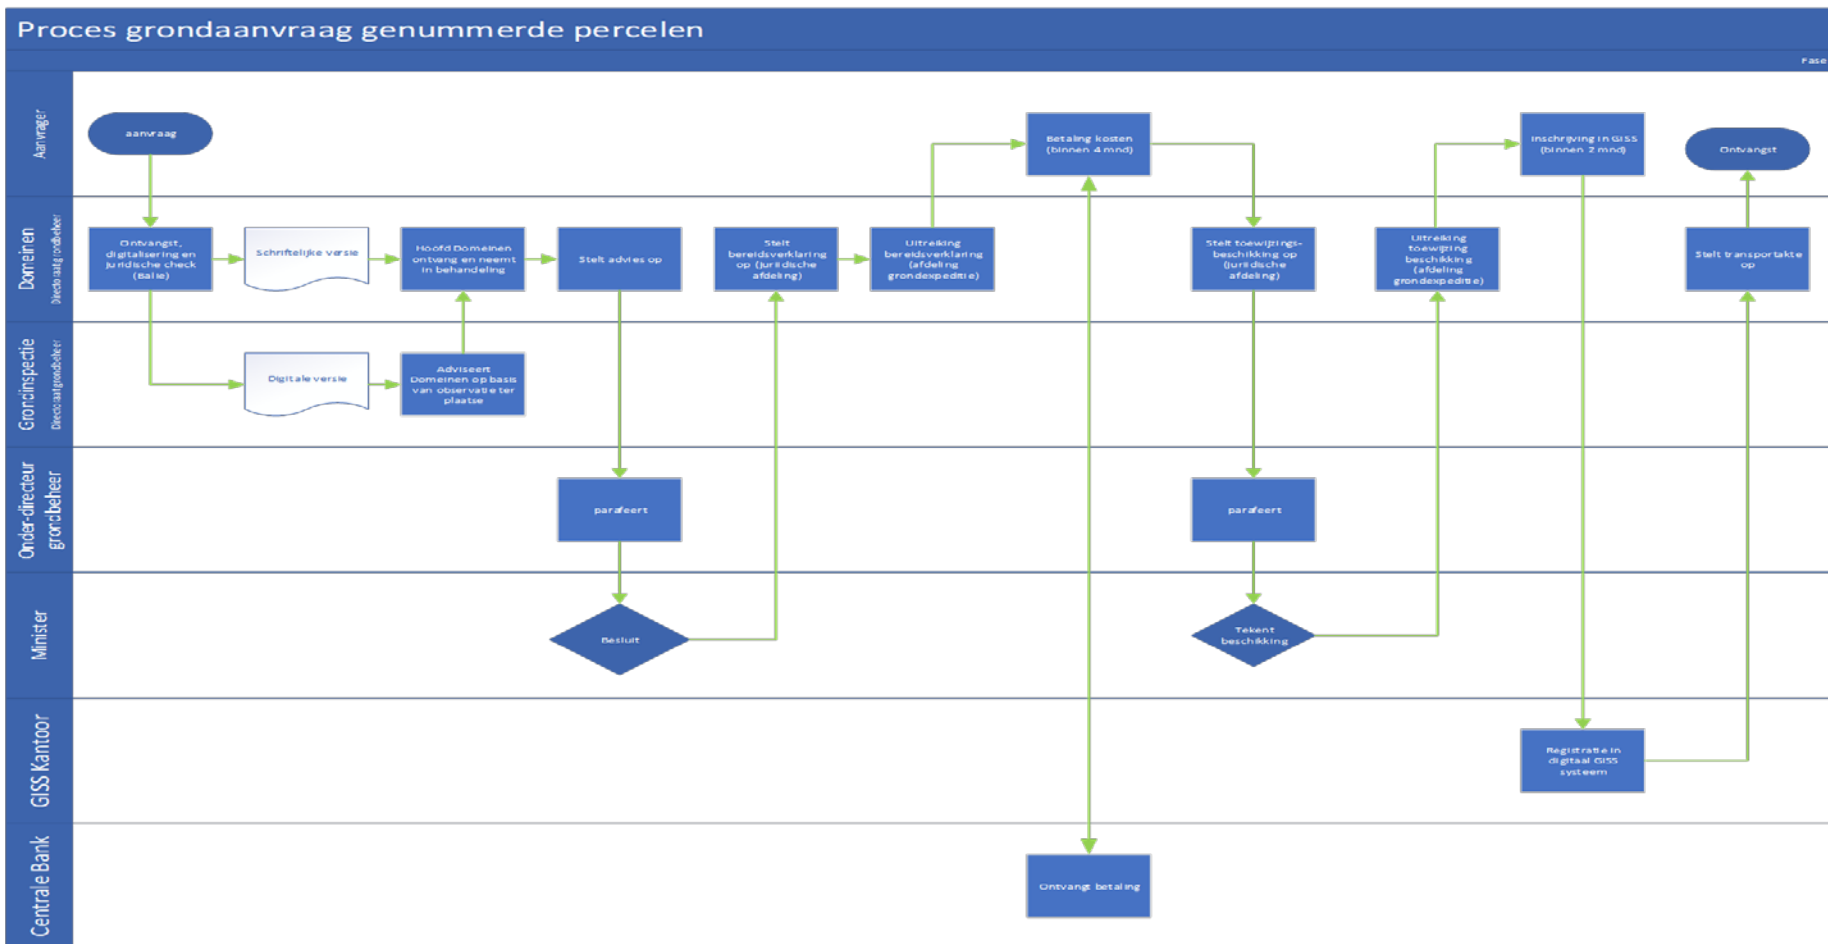 Proces grondaanvraag genummerde percelen
Fase
Aanvrager
aanvraag
Betaling kosten
(binnen 4 mnd)
Inschrijving in GISS
(binnen 2 mnd)
Ontvangst
Domeinen
Directoraat grondbeheer
Ontvangst,
digitalisering en
juridische check
(Balie)
Schriftelijke versie
Hoofd Domeinen
ontvang en neemt
in behandeling
Stelt advies op
Stelt
bereidsverklaring
op (juridische
afdeling)
Uitreiking
bereidsverklaring
(afdeling
grondexpeditie)
Stelt toewijzings-
beschikking op
(juridische
afdeling)
Uitreiking
toewijzing
beschikking
(afdeling
grondexpeditie)
Stelt transportakte
op
Grondinspectie
Directoraat grondbeheer
Digitale versie
Adviseert
Domeinen op basis
van observatie ter
plaatse
Onder-directeur
grondbeheer
parafeert
parafeert
Minister
Besluit
Tekent
beschikking
GISS Kantoor
Registratie in
digitaal GISS
systeem
Centrale Bank
Ontvangt betaling